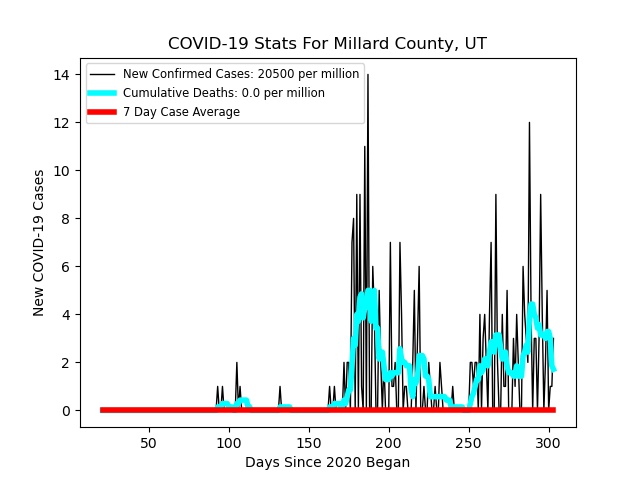 COVID-19 Stats For Millard County, UT
New Confirmed Cases: 20500 per million
Cumulative Deaths: 0.0 per million
7 Day Case Average
New COVID-19 Cases
14
12
10
8
6
4
2
0
50 100 150 200 250 300
Days Since 2020 Began